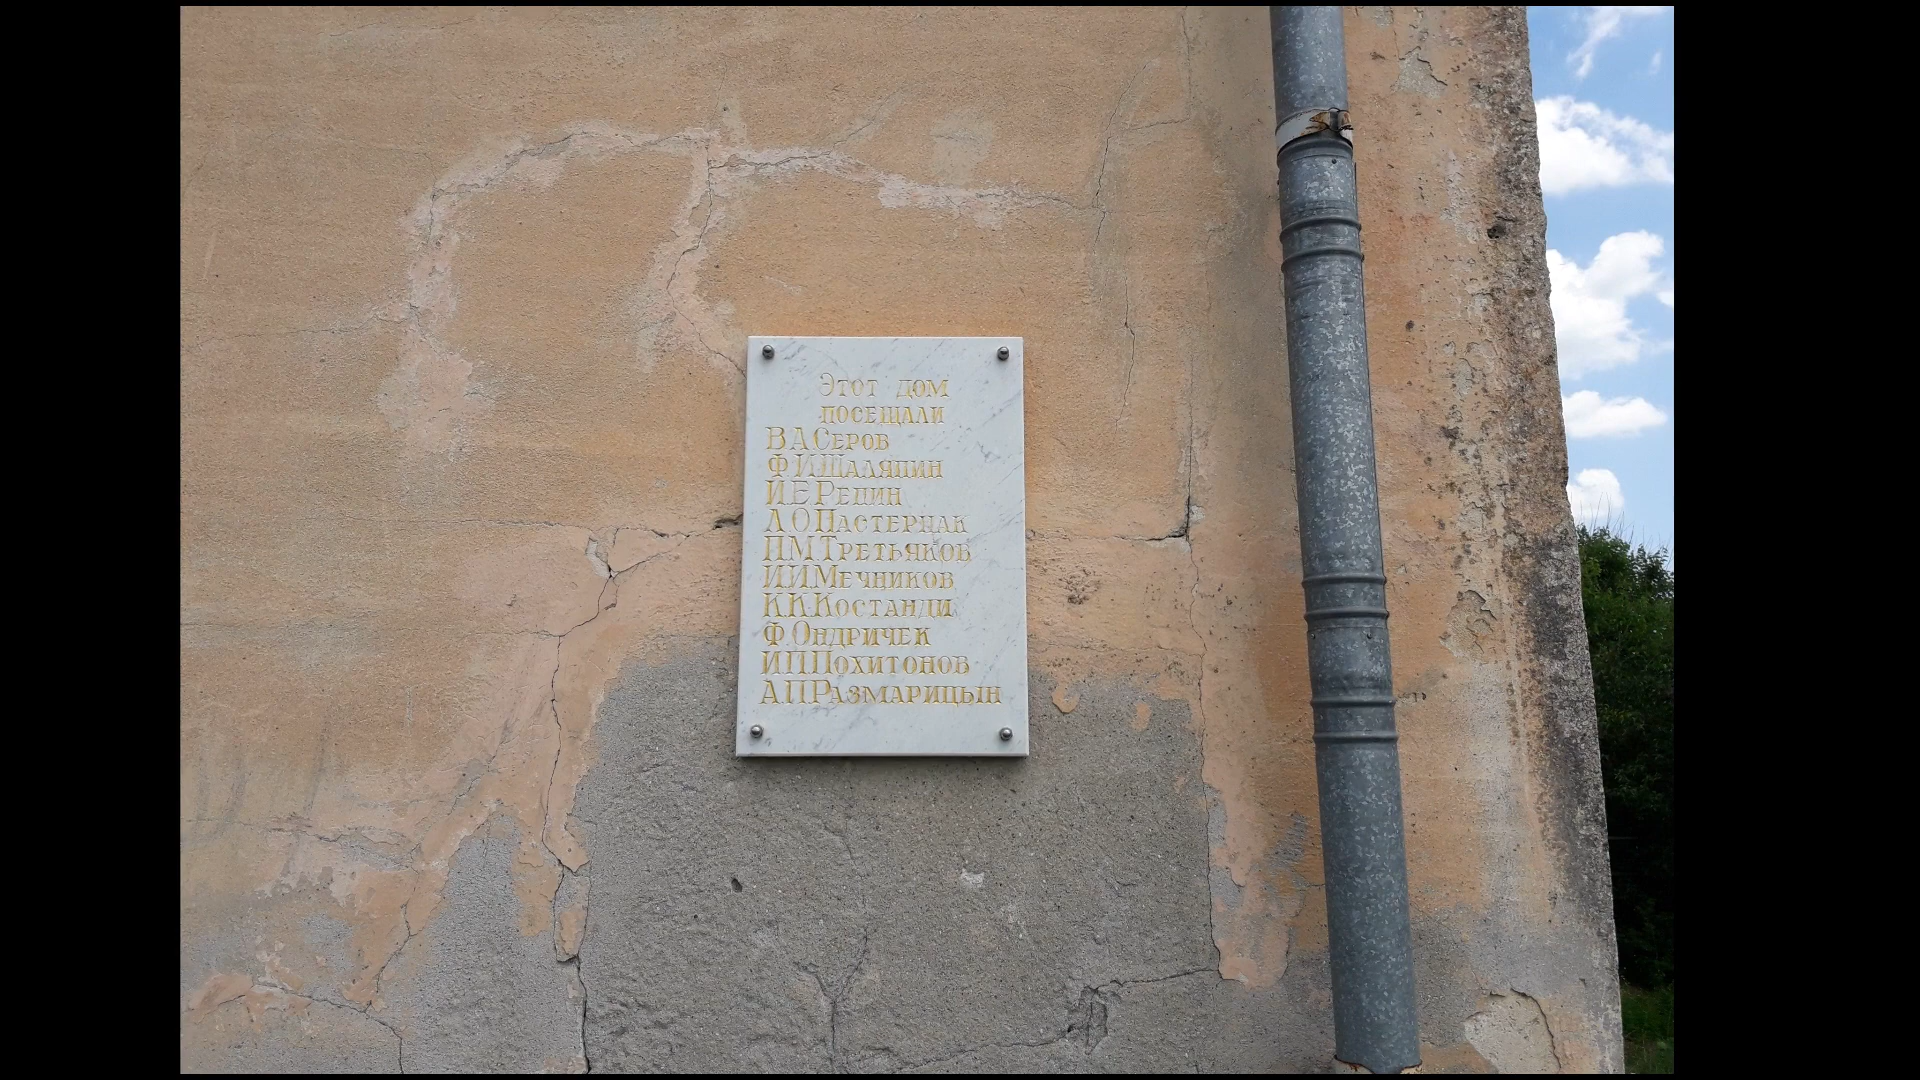 Этот дом
посещали
В А Серов
Ф И Шаляпин
И Е Репин
Л О Пастернак
П М Третьяков
И.И.Мечников
К.К.Костанди
Ф.Ондричек
И.П.Похитонов
А.П.Размарицын